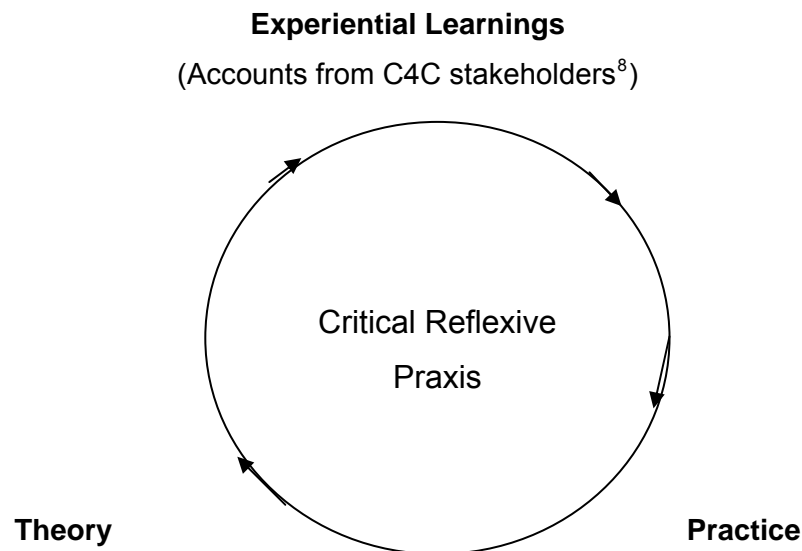 Experiential Learnings
(Accounts from C4C stakeholders⁸)
Critical Reflexive
Praxis
Theory
Practice